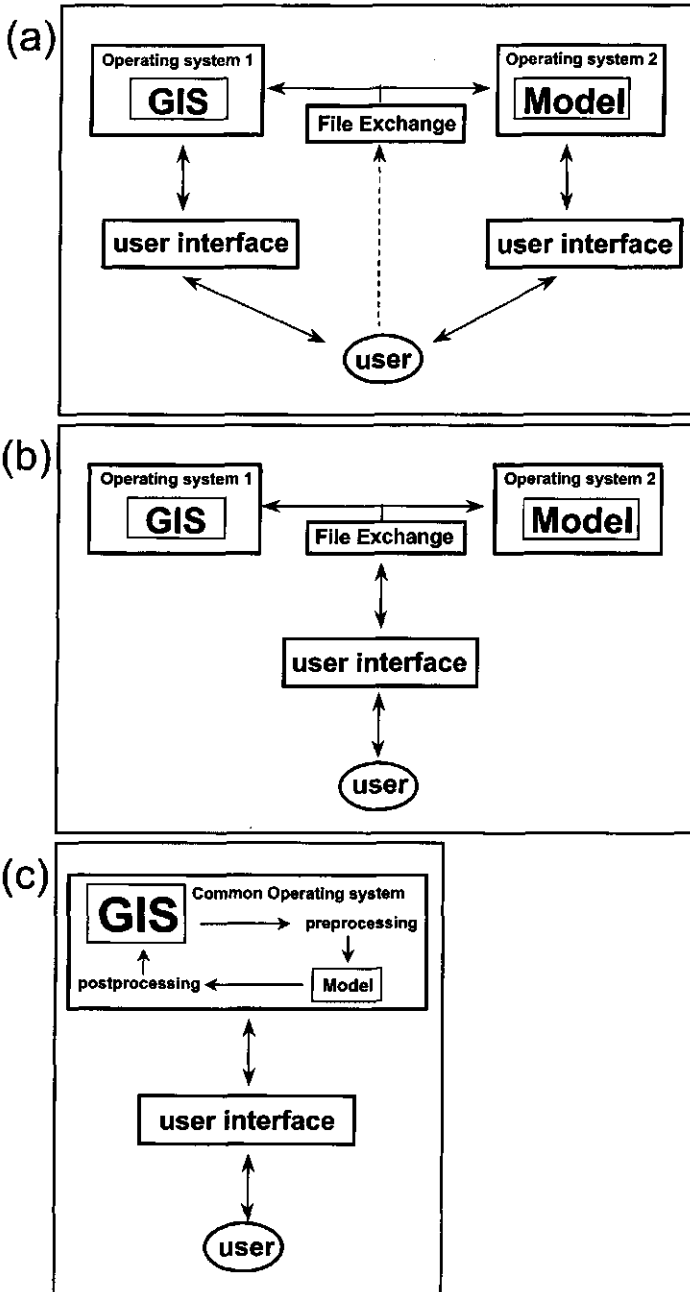 (a)
Operating system 1
GIS
Operating system 2
Model
File Exchange
user interface
user interface
user
(b)
Operating system 1
GIS
Operating system 2
Model
File Exchange
user interface
user
(c)
Common Operating system
GIS
preprocessing
postprocessing
Model
user interface
user